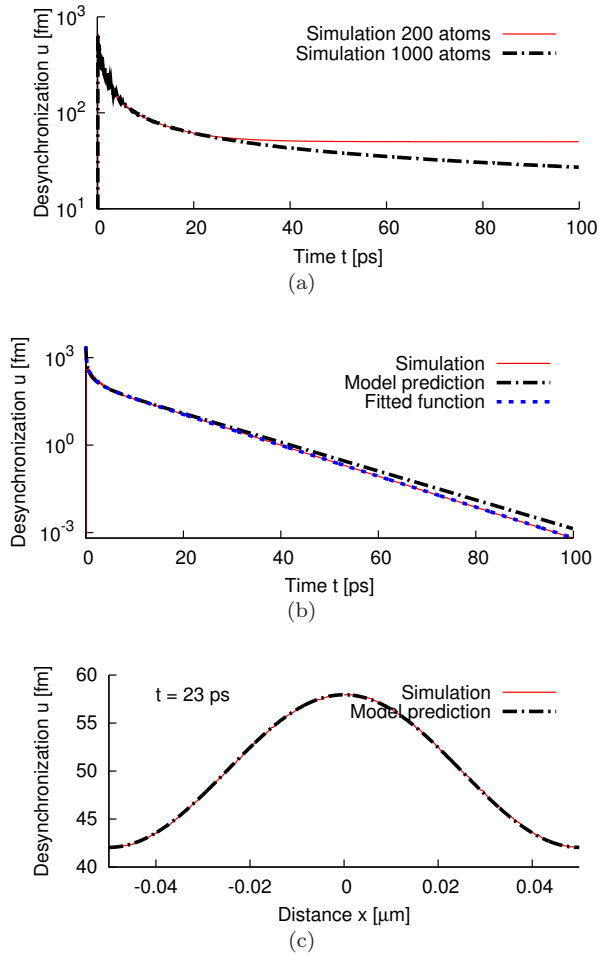 10^3
Simulation 200 atoms
Simulation 1000 atoms
Desynchronization u [fm]
10^2
10^1
0 20 40 60 80 100
Time t [ps]
(a)
10^3
Simulation
Model prediction
Fitted function
Desynchronization u [fm]
10^0
10^-3
0 20 40 60 80 100
Time t [ps]
(b)
60
t = 23 ps
Simulation
Model prediction
55
Desynchronization u [fm]
50
45
40
-0.04 -0.02 0 0.02 0.04
Distance x [μm]
(c)